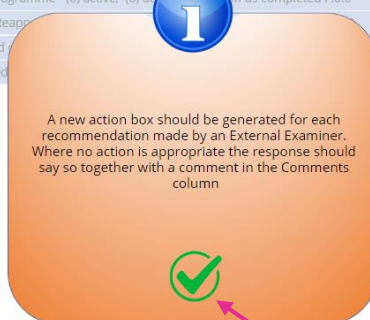 A new action box should be generated for each
recommendation made by an External Examiner.
Where no action is appropriate the response should
say so together with a comment in the Comments
column